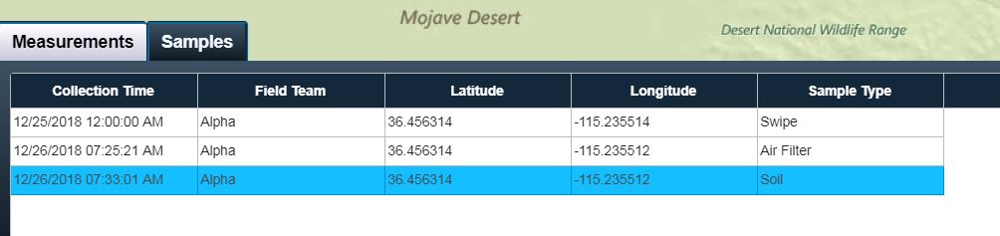 Mojave Desert
Desert National Wildlife Range
Measurements Samples
Collection Time Field Team Latitude Longitude Sample Type
12/25/2018 12:00:00 AM Alpha 36.456314 -115.235514 Swipe
12/26/2018 07:25:21 AM Alpha 36.456314 -115.235512 Air Filter
12/26/2018 07:33:01 AM Alpha 36.456314 -115.235512 Soil